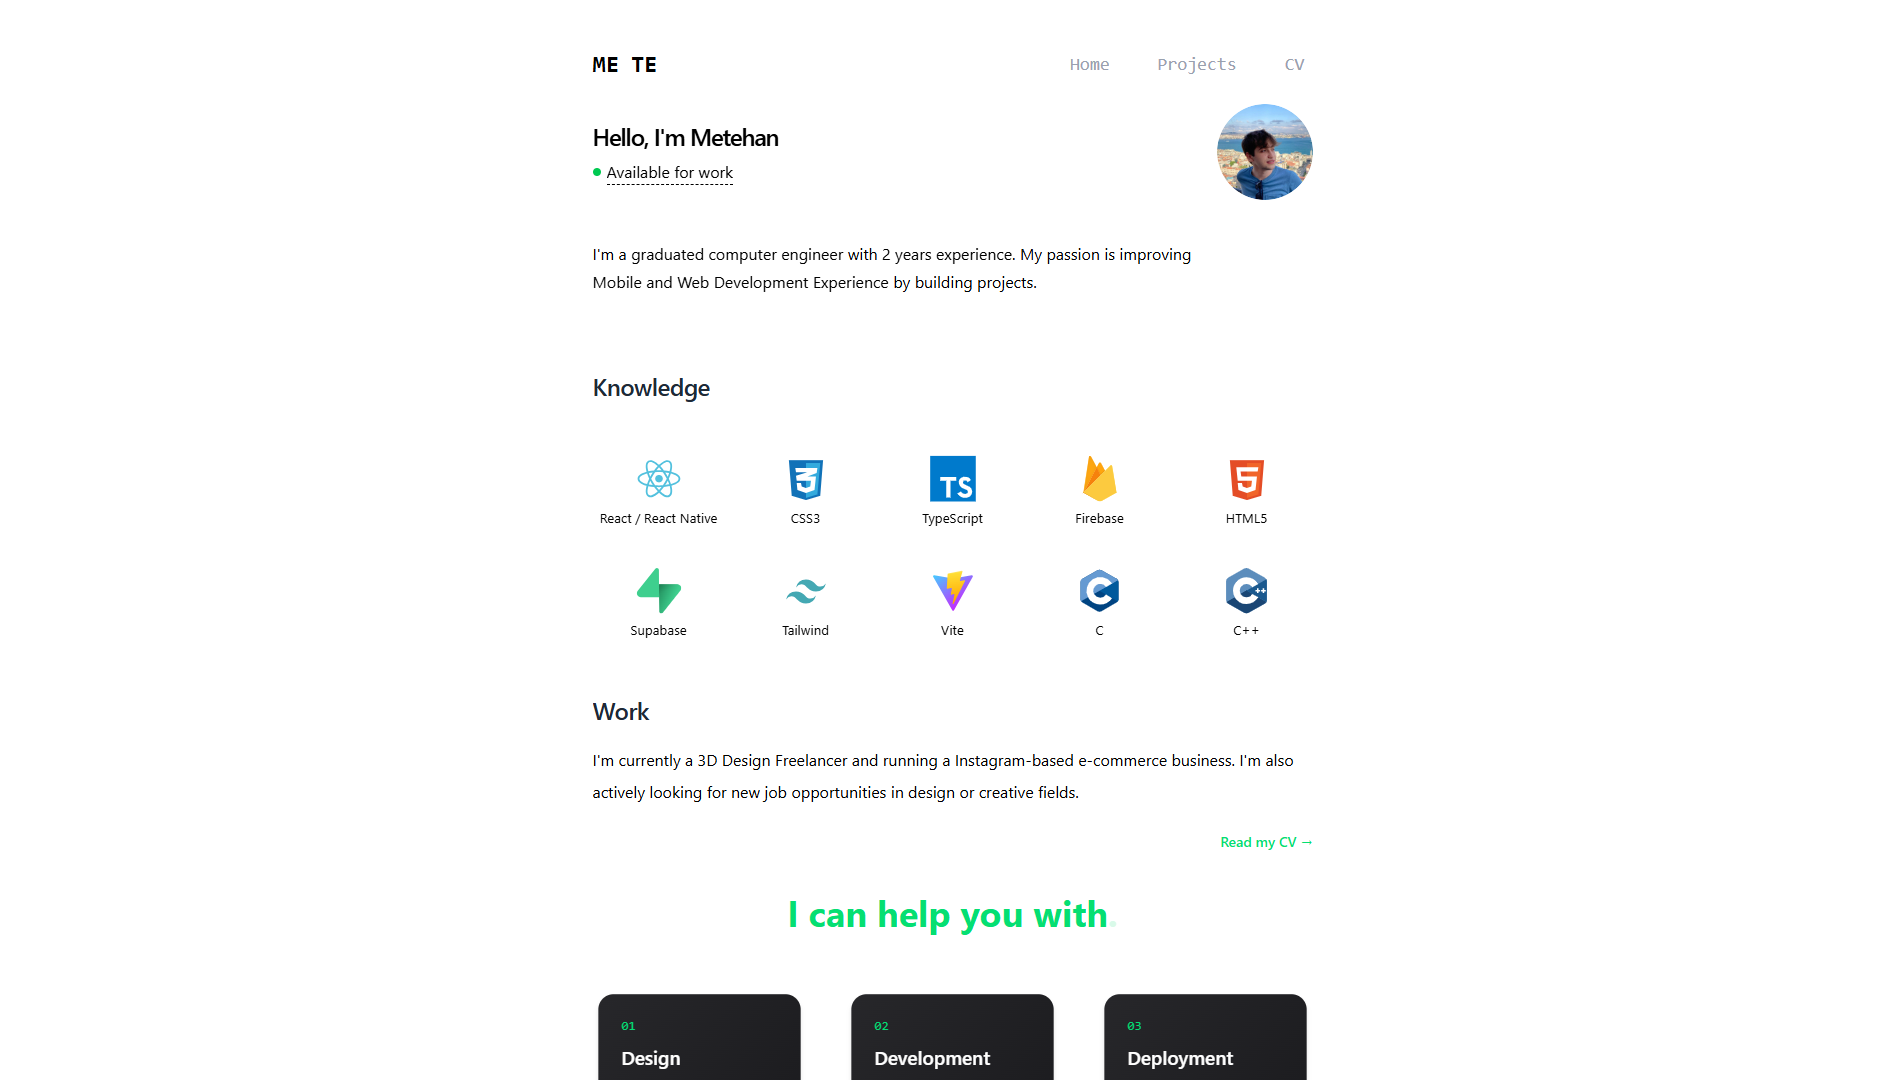 ME TE
Home Projects CV
Hello, I'm Metehan
Available for work
I'm a graduated computer engineer with 2 years experience. My passion is improving
Mobile and Web Development Experience by building projects.
Knowledge
TS
React / React Native CSS3 TypeScript Firebase HTML5
C C++
Supabase Tailwind Vite C C++
Work
I'm currently a 3D Design Freelancer and running a Instagram-based e-commerce business. I'm also
actively looking for new job opportunities in design or creative fields.
Read my CV →
I can help you with.
01 02 03
Design Development Deployment